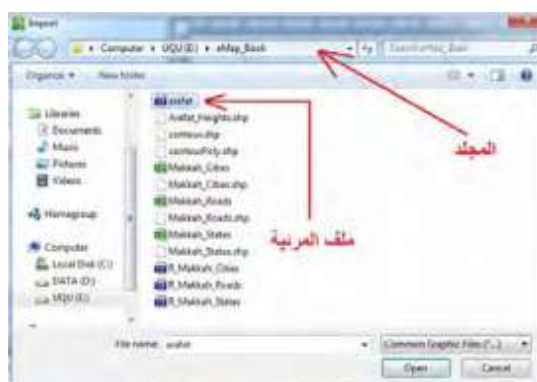 Import
Computer ▸ UQU (E:) ▸ eMap_Book
Organize
New folder
Libraries
Documents
Music
Pictures
Videos
Homegroup
Computer
Local Disk (C:)
DATA (D:)
UQU (E:)
arafat
Arafat_Heights.shp
contour.shp
contourPoly.shp
Makkah_Cities
Makkah_Cities.shp
Makkah_Roads
Makkah_Roads.shp
Makkah_States
Makkah_States.shp
R_Makkah_Cities
R_Makkah_Roads
R_Makkah_States
المجلد
ملف المرئية
File name: arafat
Common Graphic Files (*...)
Open
Cancel